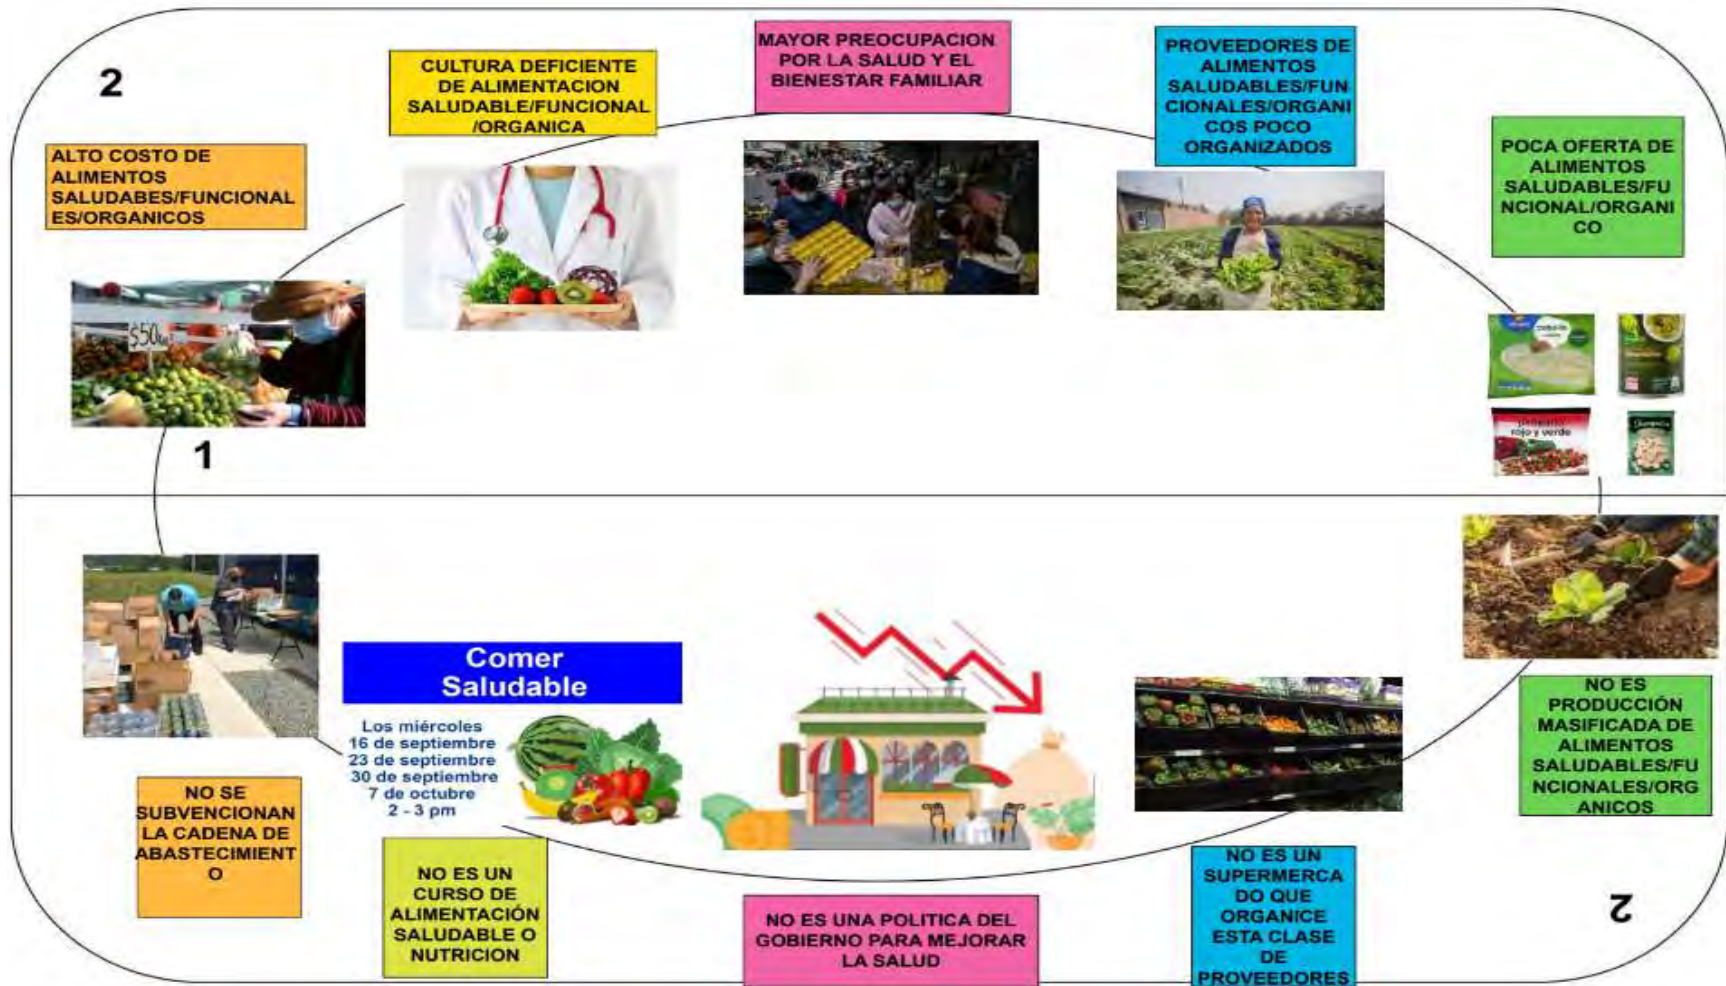 2
MAYOR PREOCUPACION
POR LA SALUD Y EL
BIENESTAR FAMILIAR
CULTURA DEFICIENTE
DE ALIMENTACION
SALUDABLE/FUNCIONAL
/ORGANICA
PROVEEDORES DE
ALIMENTOS
SALUDABLES/FUN
CIONALES/ORGANI
COS POCO
ORGANIZADOS
ALTO COSTO DE
ALIMENTOS
SALUDABES/FUNCIONAL
ES/ORGANICOS
POCA OFERTA DE
ALIMENTOS
SALUDABLES/FU
NCIONAL/ORGANI
CO
$50
rojo y verde
1
Comer
Saludable
Los miércoles
16 de septiembre
23 de septiembre
30 de septiembre
7 de octubre
2 - 3 pm
NO SE
SUBVENCIONAN
LA CADENA DE
ABASTECIMIENT
O
NO ES UN
CURSO DE
ALIMENTACIÓN
SALUDABLE O
NUTRICION
NO ES UNA POLITICA DEL
GOBIERNO PARA MEJORAR
LA SALUD
NO ES UN
SUPERMERCA
DO QUE
ORGANICE
ESTA CLASE
DE
PROVEEDORES
NO ES
PRODUCCIÓN
MASIFICADA DE
ALIMENTOS
SALUDABLES/FU
NCIONALES/ORG
ANICOS
2